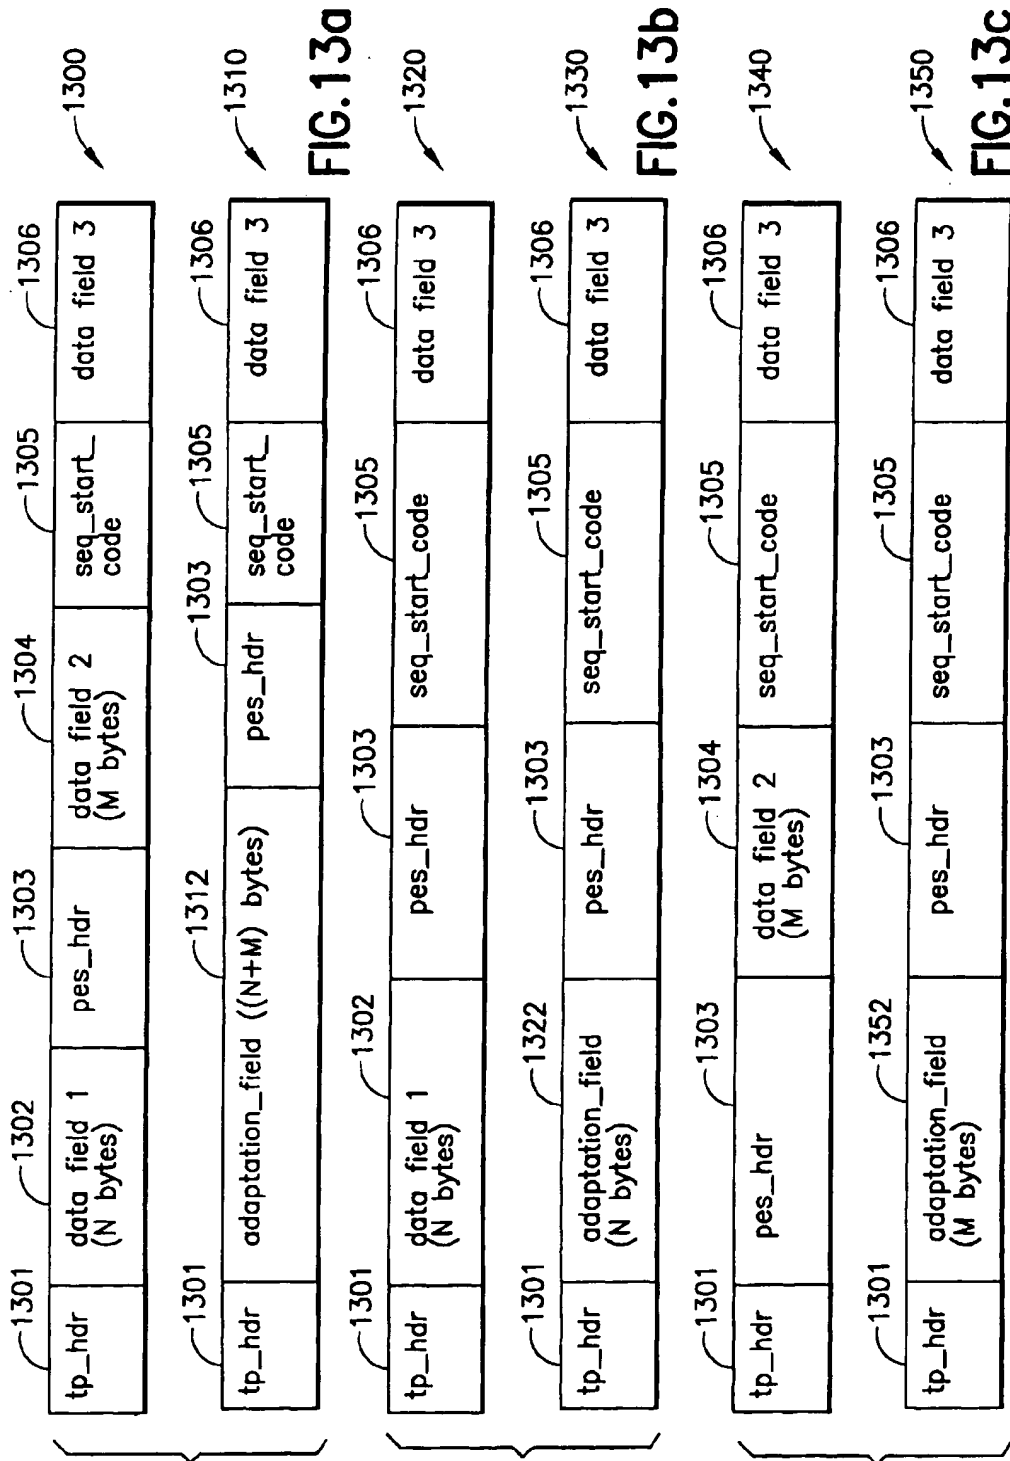 1301
1302
1303
1304
1305
1306
1300
tp_hdr
data field 1
(N bytes)
pes_hdr
data field 2
(M bytes)
seq_start_
code
data field 3
1301
1312
1303
1305
1306
1310
tp_hdr
adaptation_field ((N+M) bytes)
pes_hdr
seq_start_
code
data field 3
FIG.13a
1301
1302
1303
1305
1306
1320
tp_hdr
data field 1
(N bytes)
pes_hdr
seq_start_code
data field 3
1301
1322
1303
1305
1306
1330
tp_hdr
adaptation_field
(N bytes)
pes_hdr
seq_start_code
data field 3
FIG.13b
1301
1303
1304
1305
1306
1340
tp_hdr
pes_hdr
data field 2
(M bytes)
seq_start_code
data field 3
1301
1352
1303
1305
1306
1350
tp_hdr
adaptation_field
(M bytes)
pes_hdr
seq_start_code
data field 3
FIG.13c